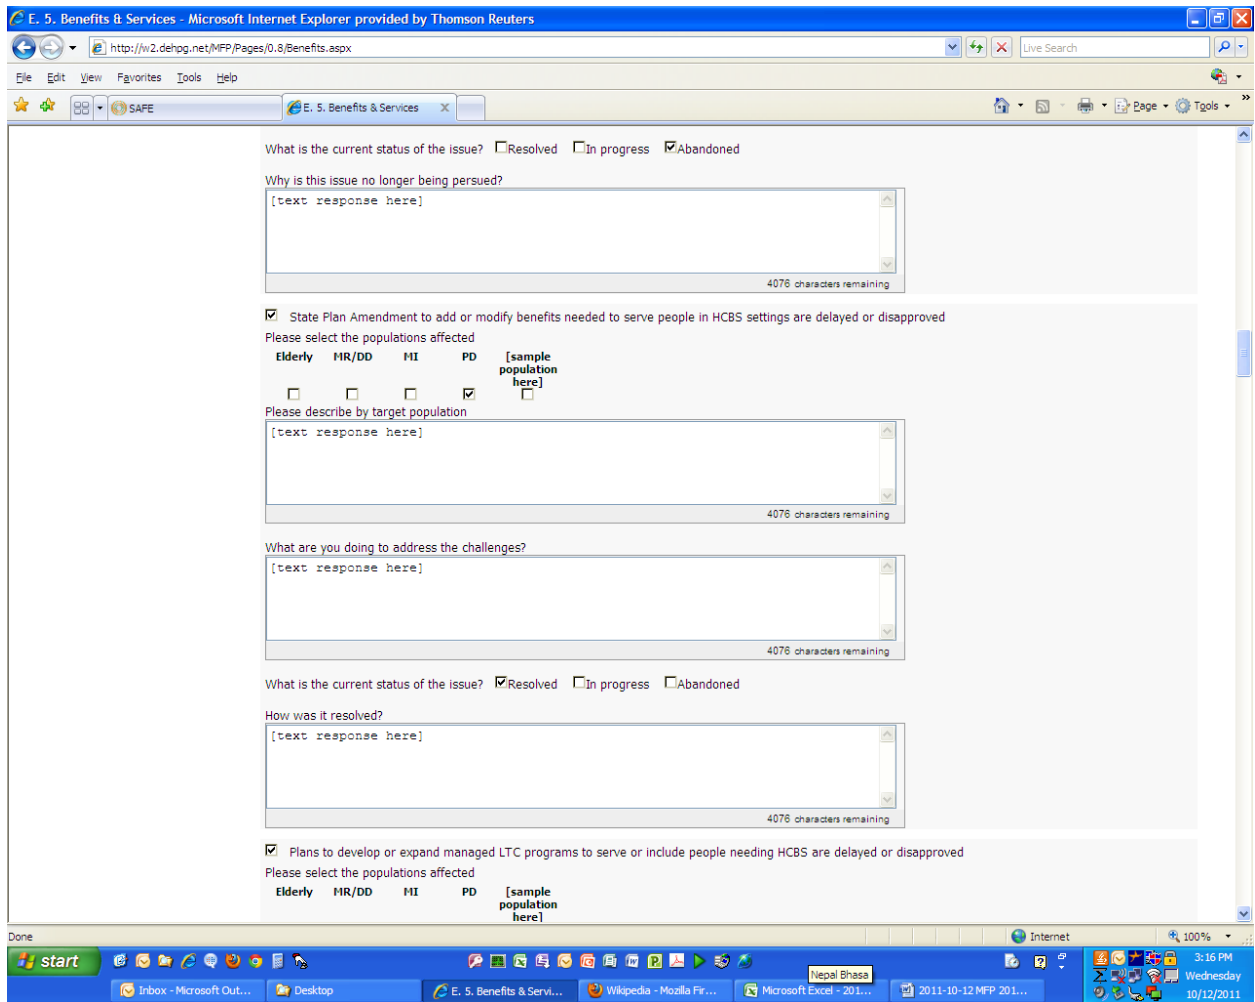 E. 5. Benefits & Services - Microsoft Internet Explorer provided by Thomson Reuters
http://w2.dehpg.net/MFP/Pages/0.8/Benefits.aspx
Live Search
File Edit View Favorites Tools Help
SAFE
E. 5. Benefits & Services
Page
Tools
What is the current status of the issue? Resolved In progress Abandoned
Why is this issue no longer being persued?
[text response here]
4076 characters remaining
State Plan Amendment to add or modify benefits needed to serve people in HCBS settings are delayed or disapproved
Please select the populations affected
Elderly MR/DD MI PD [sample
population
here]
Please describe by target population
[text response here]
4076 characters remaining
What are you doing to address the challenges?
[text response here]
4076 characters remaining
What is the current status of the issue? Resolved In progress Abandoned
How was it resolved?
[text response here]
4076 characters remaining
Plans to develop or expand managed LTC programs to serve or include people needing HCBS are delayed or disapproved
Please select the populations affected
Elderly MR/DD MI PD [sample
population
here]
Done
Internet
100%
start
Nepal Bhasa
3:16 PM
Wednesday
10/12/2011
Inbox - Microsoft Out...
Desktop
E. 5. Benefits & Servi...
Wikipedia - Mozilla Fir...
Microsoft Excel - 201...
2011-10-12 MFP 201...